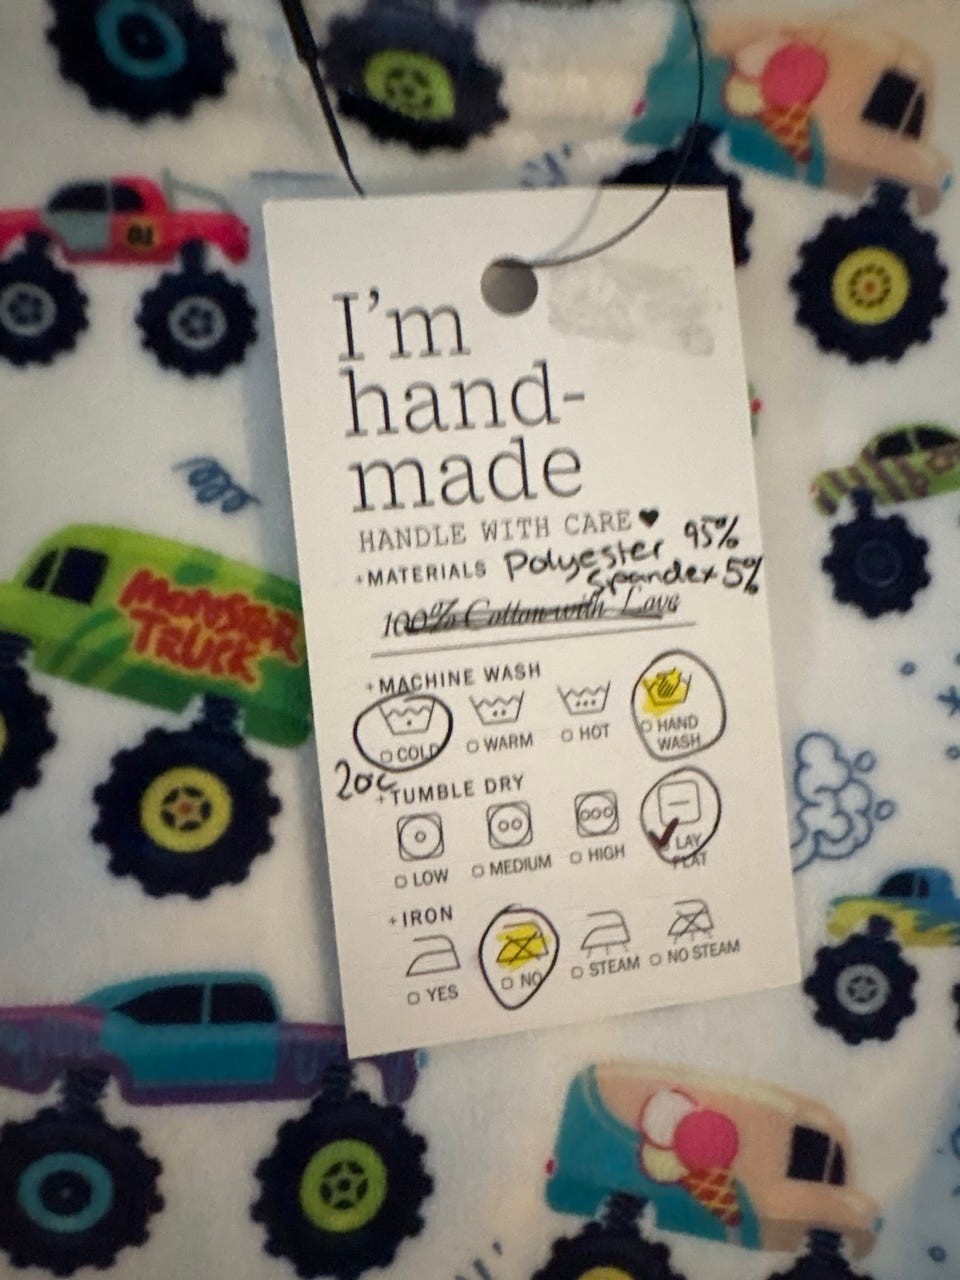 01
I'm
hand-
made
HANDLE WITH CARE♥
+MATERIALS Polyester 95%
Spandex 5%
100% Cotton with Love
+MACHINE WASH
COLD
WARM
HOT
HAND
WASH
20c
+TUMBLE DRY
LOW
MEDIUM
HIGH
LAY
FLAT
+IRON
YES
NO
STEAM
NO STEAM
MONSTER
TRUCK